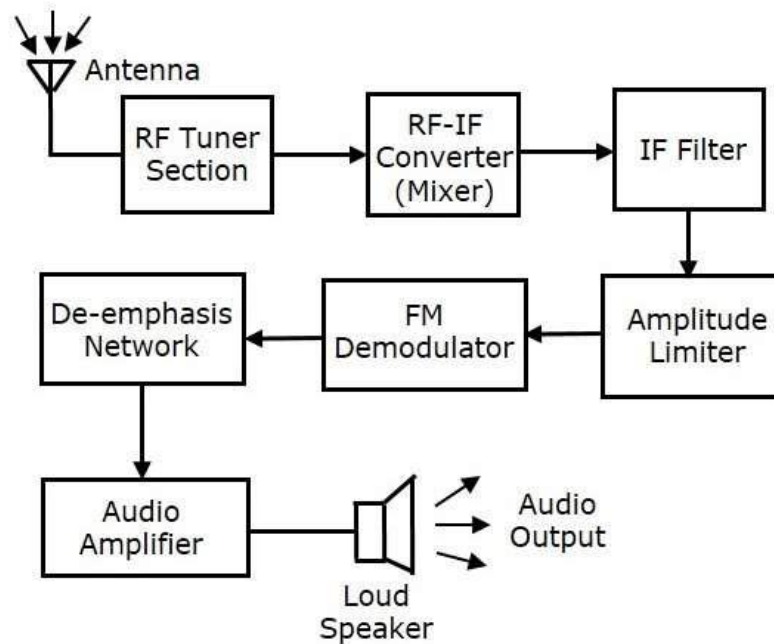 Antenna
RF Tuner
Section
RF-IF
Converter
(Mixer)
IF Filter
Amplitude
Limiter
FM
Demodulator
De-emphasis
Network
Audio
Amplifier
Loud
Speaker
Audio
Output